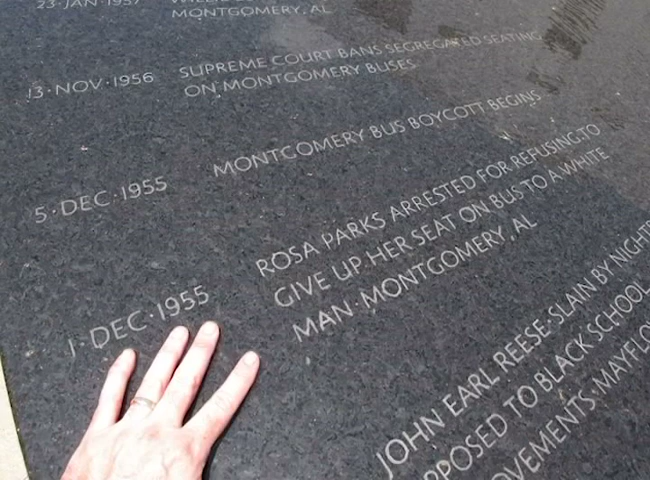 23·JAN·1957
MONTGOMERY, AL
13·NOV·1956 SUPREME COURT BANS SEGREGATED SEATING
ON MONTGOMERY BUSES
5·DEC·1955 MONTGOMERY BUS BOYCOTT BEGINS
1·DEC·1955 ROSA PARKS ARRESTED FOR REFUSING TO
GIVE UP HER SEAT ON BUS TO A WHITE
MAN·MONTGOMERY, AL
JOHN EARL REESE·SLAIN BY
TO BLACK SCHOOL